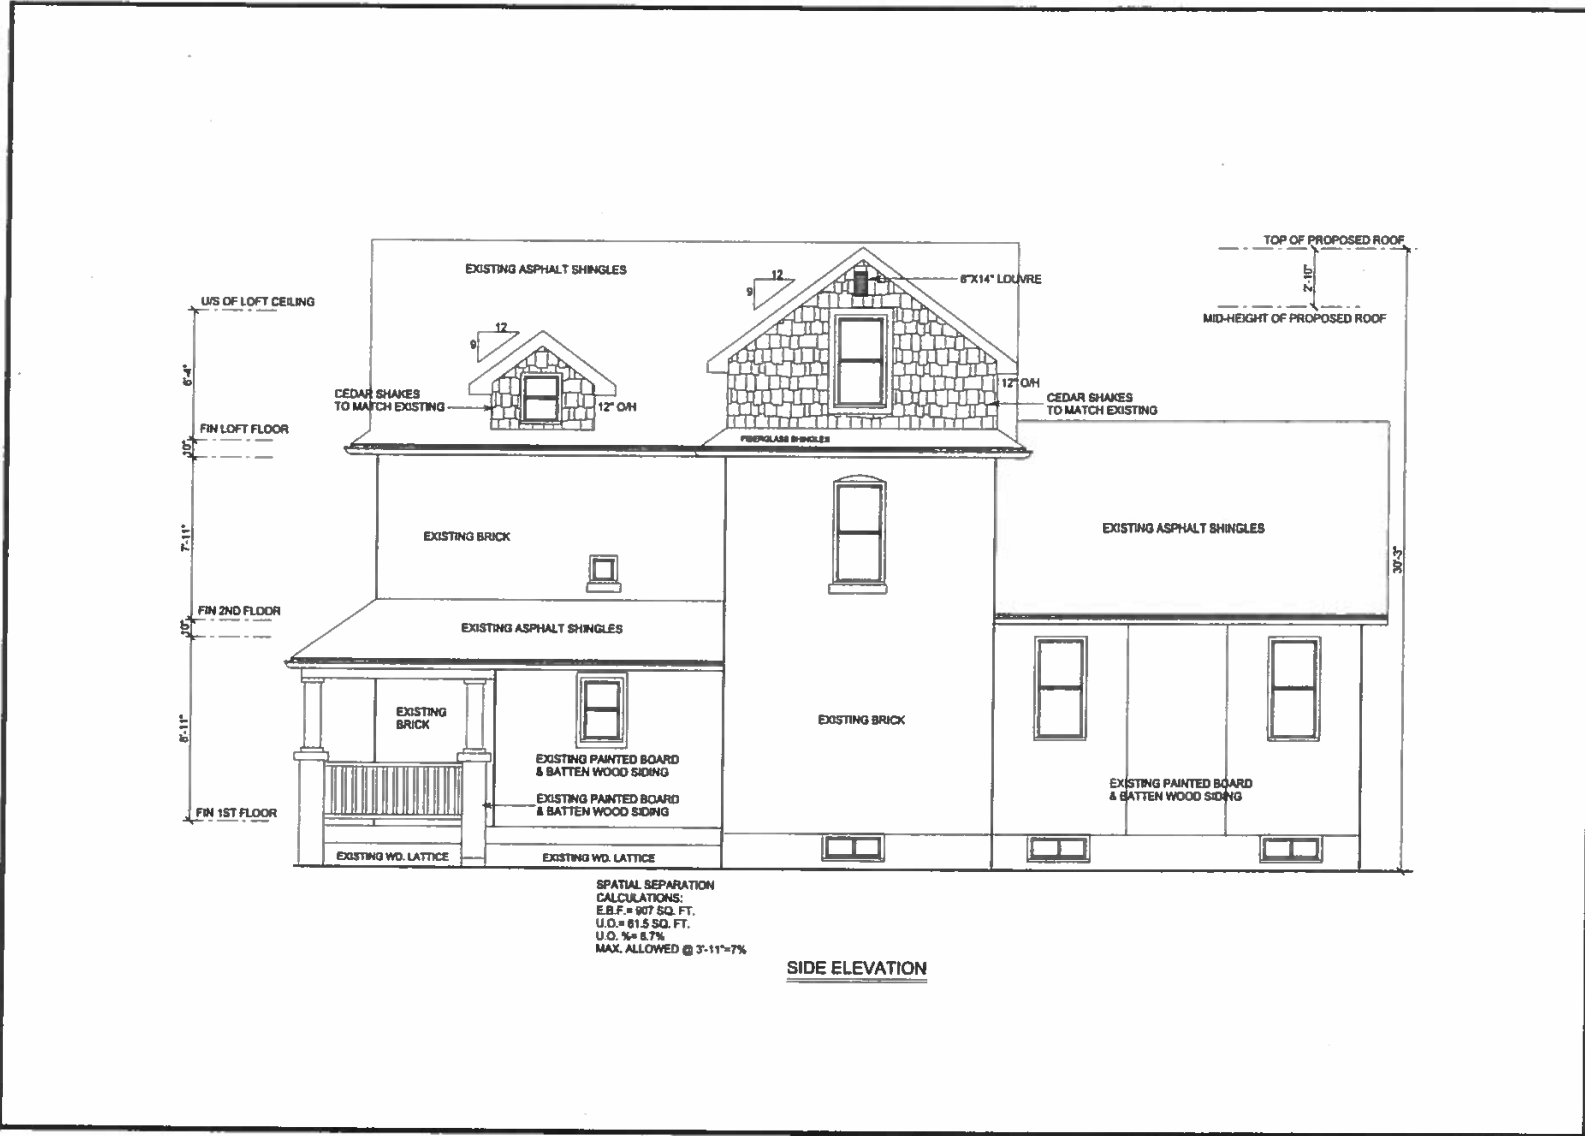 TOP OF PROPOSED ROOF
EXISTING ASPHALT SHINGLES
12
9
6"X14" LOUVRE
2'-10"
U/S OF LOFT CEILING
MID-HEIGHT OF PROPOSED ROOF
12
9
6'-4"
12" O/H
CEDAR SHAKES
TO MATCH EXISTING
12" O/H
CEDAR SHAKES
TO MATCH EXISTING
FIN LOFT FLOOR
10"
FIBERGLASS SHINGLES
7'-11"
EXISTING BRICK
EXISTING ASPHALT SHINGLES
30'-3"
FIN 2ND FLOOR
10"
EXISTING ASPHALT SHINGLES
8'-11"
EXISTING
BRICK
EXISTING BRICK
EXISTING PAINTED BOARD
& BATTEN WOOD SIDING
EXISTING PAINTED BOARD
& BATTEN WOOD SIDING
EXISTING PAINTED BOARD
& BATTEN WOOD SIDING
FIN 1ST FLOOR
EXISTING WD. LATTICE
EXISTING WD. LATTICE
SPATIAL SEPARATION
CALCULATIONS:
E.B.F.= 907 SQ. FT.
U.O.= 61.5 SQ. FT.
U.O. %= 6.7%
MAX. ALLOWED @ 3'-11"=7%
SIDE ELEVATION